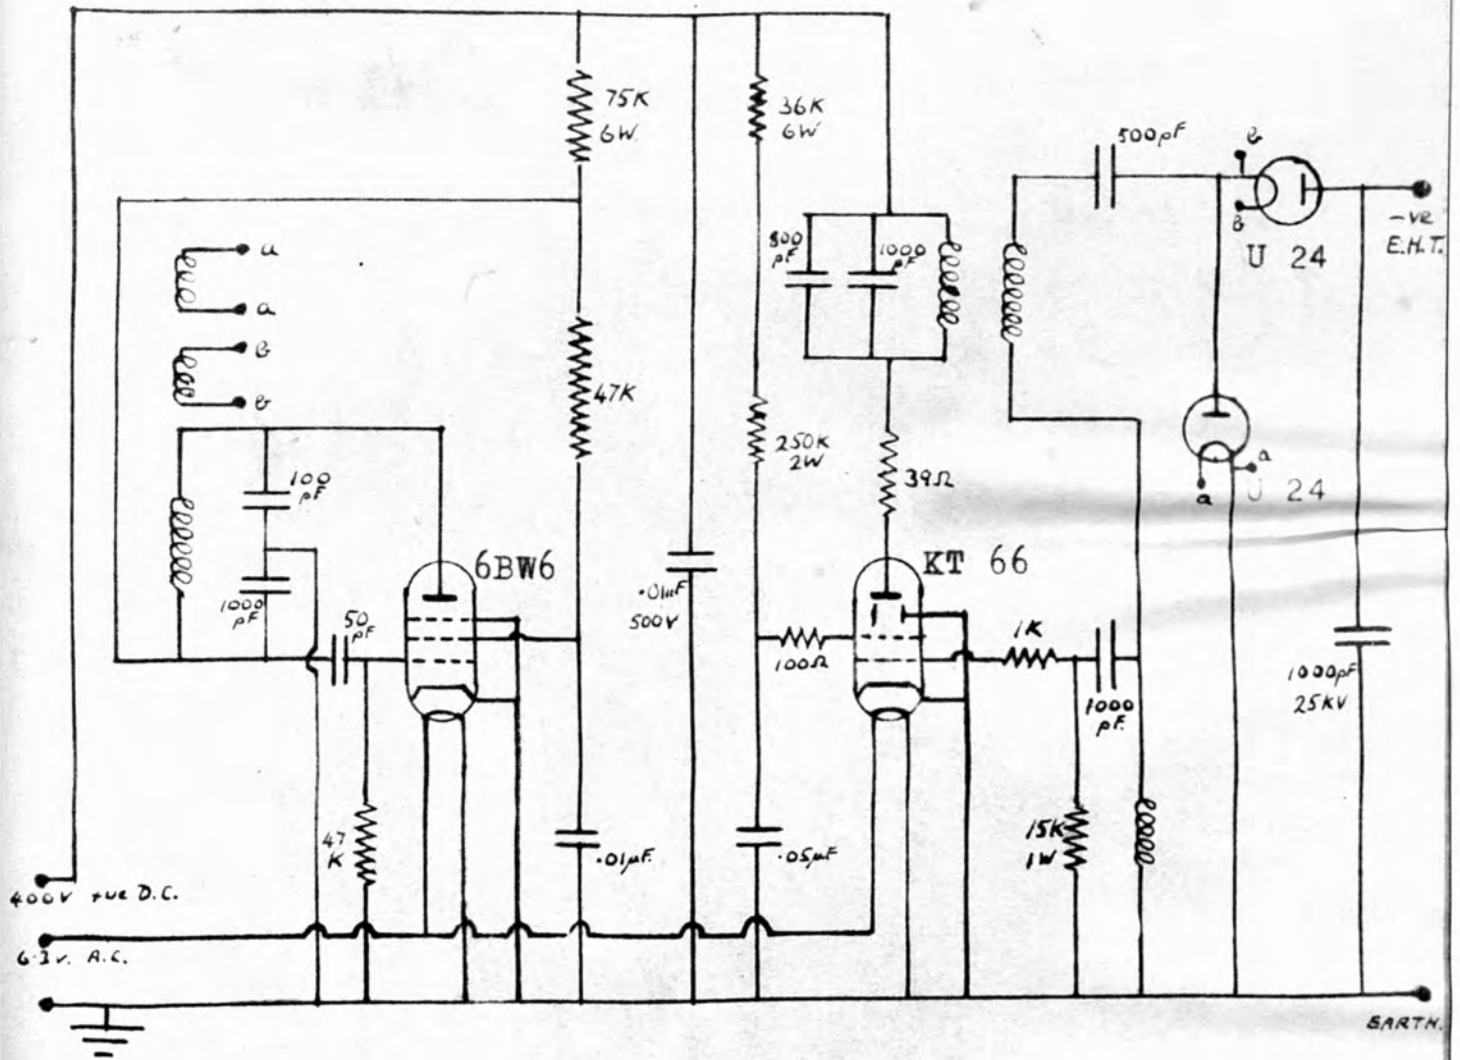 75K
6W.
36K
6W
500pF
b
b
U 24
-ve
E.H.T.
a
a
b
b
800
pF
1000
pF
47K
250K
2W
39Ω
a
a
U 24
100
pF
1000
pF
50
pF
6BW6
.01µF
500V
KT 66
100Ω
1K
1000
pF.
1000pF
25KV
47
K
.01µF.
.05µF
15K
1W
400V +ve D.C.
6.3v. A.C.
EARTH.